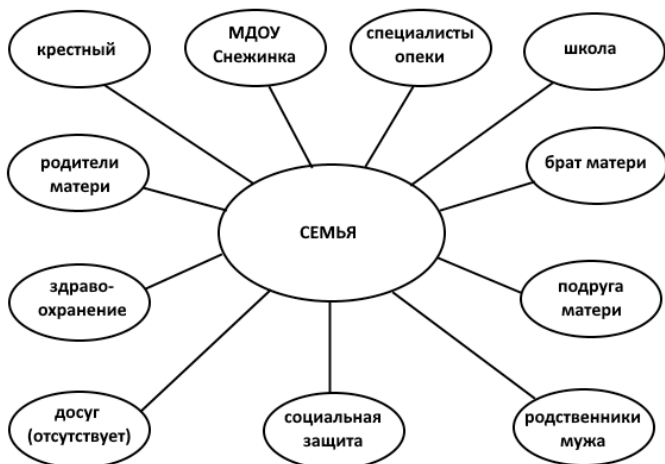 крестный
МДОУ
Снежинка
специалисты
опеки
школа
родители
матери
брат матери
СЕМЬЯ
здраво-
охранение
подруга
матери
досуг
(отсутствует)
социальная
защита
родственники
мужа